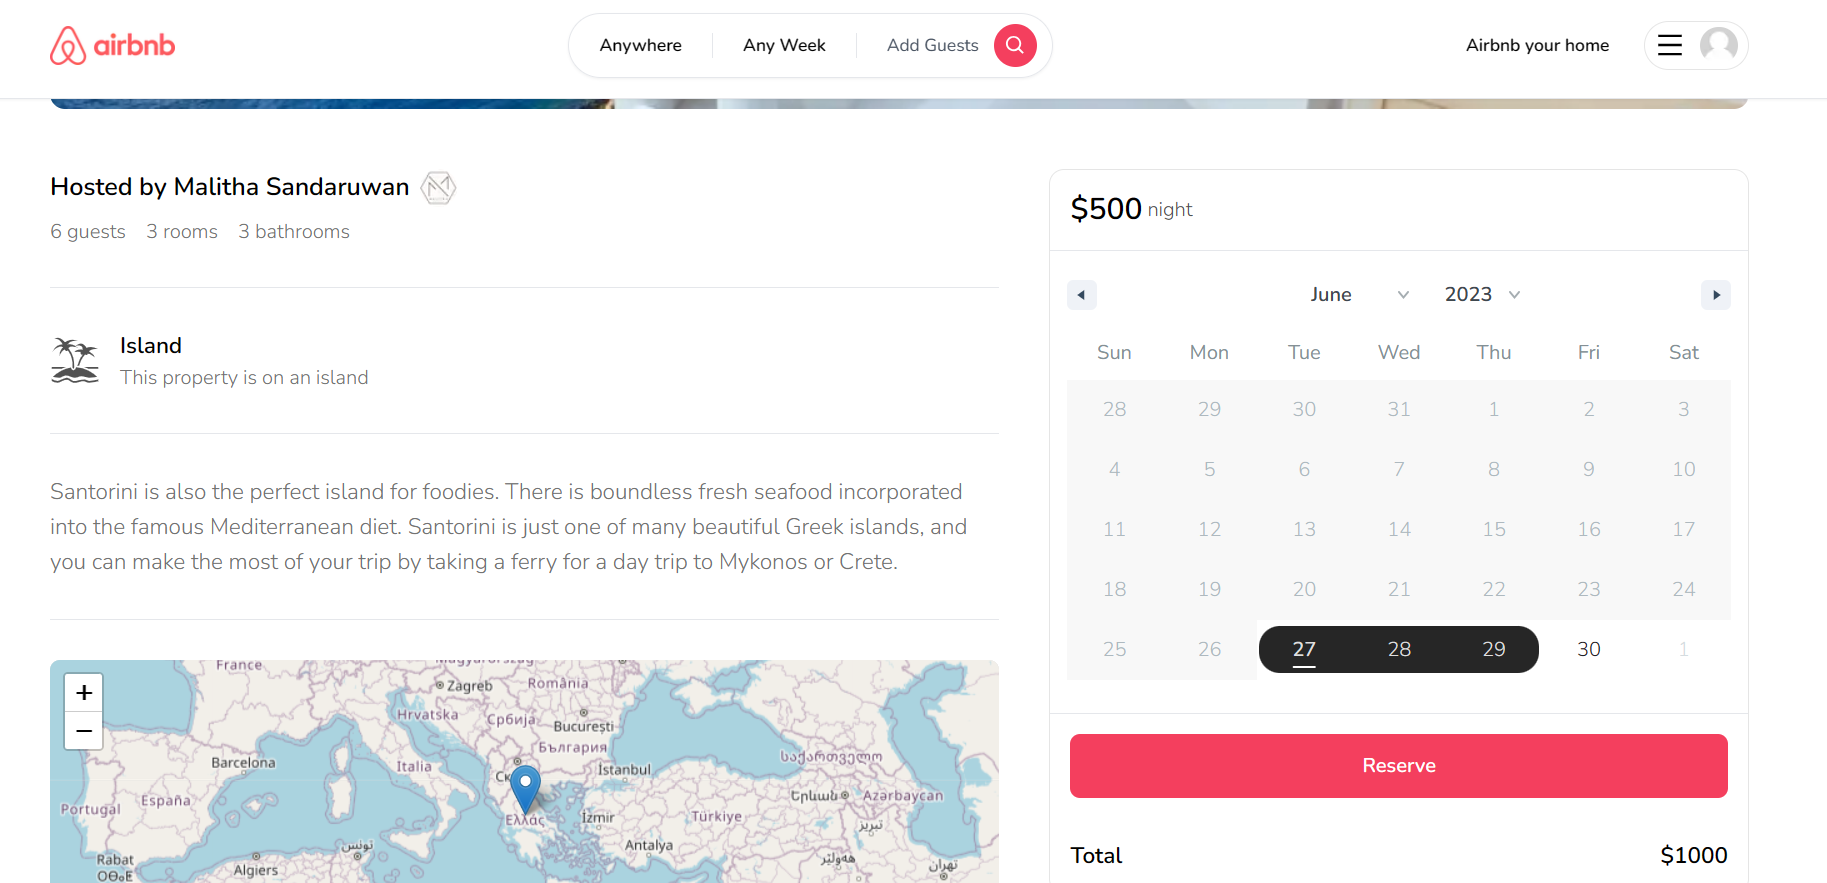 airbnb
Anywhere
Any Week
Add Guests
Airbnb your home
Hosted by Malitha Sandaruwan
6 guests 3 rooms 3 bathrooms
Island
This property is on an island
Santorini is also the perfect island for foodies. There is boundless fresh seafood incorporated
into the famous Mediterranean diet. Santorini is just one of many beautiful Greek islands, and
you can make the most of your trip by taking a ferry for a day trip to Mykonos or Crete.
+
−
France
Zagreb
România
Hrvatska
Србија
București
България
Barcelona
Italia
Ск
İstanbul
საქართველო
Portugal
España
Երևան
Azərbaycan
Ελλάς
İzmir
Türkiye
تبریز
Rabat
Algiers
تونس
Antalya
هەولێر
تهران
$500 night
June 2023
Sun Mon Tue Wed Thu Fri Sat
28 29 30 31 1 2 3
4 5 6 7 8 9 10
11 12 13 14 15 16 17
18 19 20 21 22 23 24
25 26 27 28 29 30 1
Reserve
Total $1000